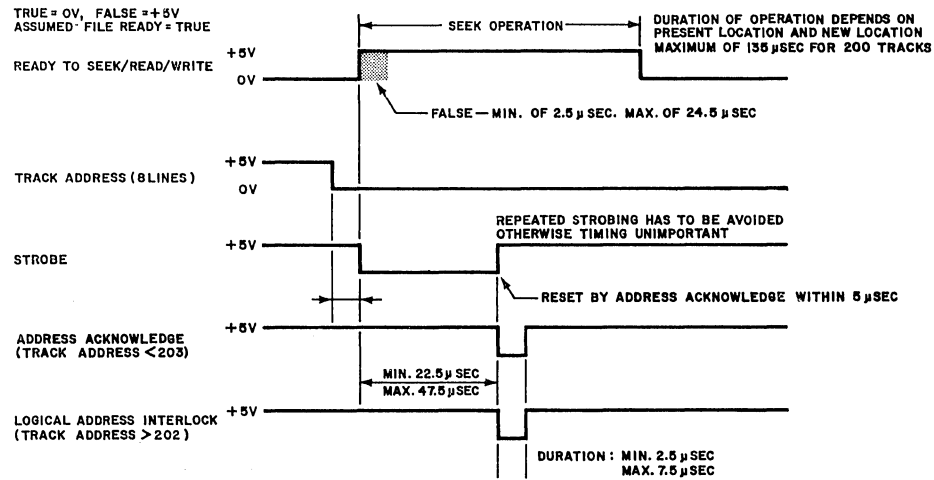 TRUE = 0V, FALSE = +5V
ASSUMED FILE READY = TRUE
SEEK OPERATION
DURATION OF OPERATION DEPENDS ON
PRESENT LOCATION AND NEW LOCATION
MAXIMUM OF 135 µSEC FOR 200 TRACKS
READY TO SEEK/READ/WRITE
+5V
0V
FALSE — MIN. OF 2.5 µ SEC. MAX. OF 24.5 µ SEC
TRACK ADDRESS (8 LINES)
+5V
0V
REPEATED STROBING HAS TO BE AVOIDED
OTHERWISE TIMING UNIMPORTANT
STROBE
+5V
RESET BY ADDRESS ACKNOWLEDGE WITHIN 5 µSEC
ADDRESS ACKNOWLEDGE
(TRACK ADDRESS <203)
+5V
MIN. 22.5 µ SEC
MAX. 47.5 µSEC
LOGICAL ADDRESS INTERLOCK
(TRACK ADDRESS > 202)
+5V
DURATION : MIN. 2.5 µ SEC
MAX. 7.5 µ SEC